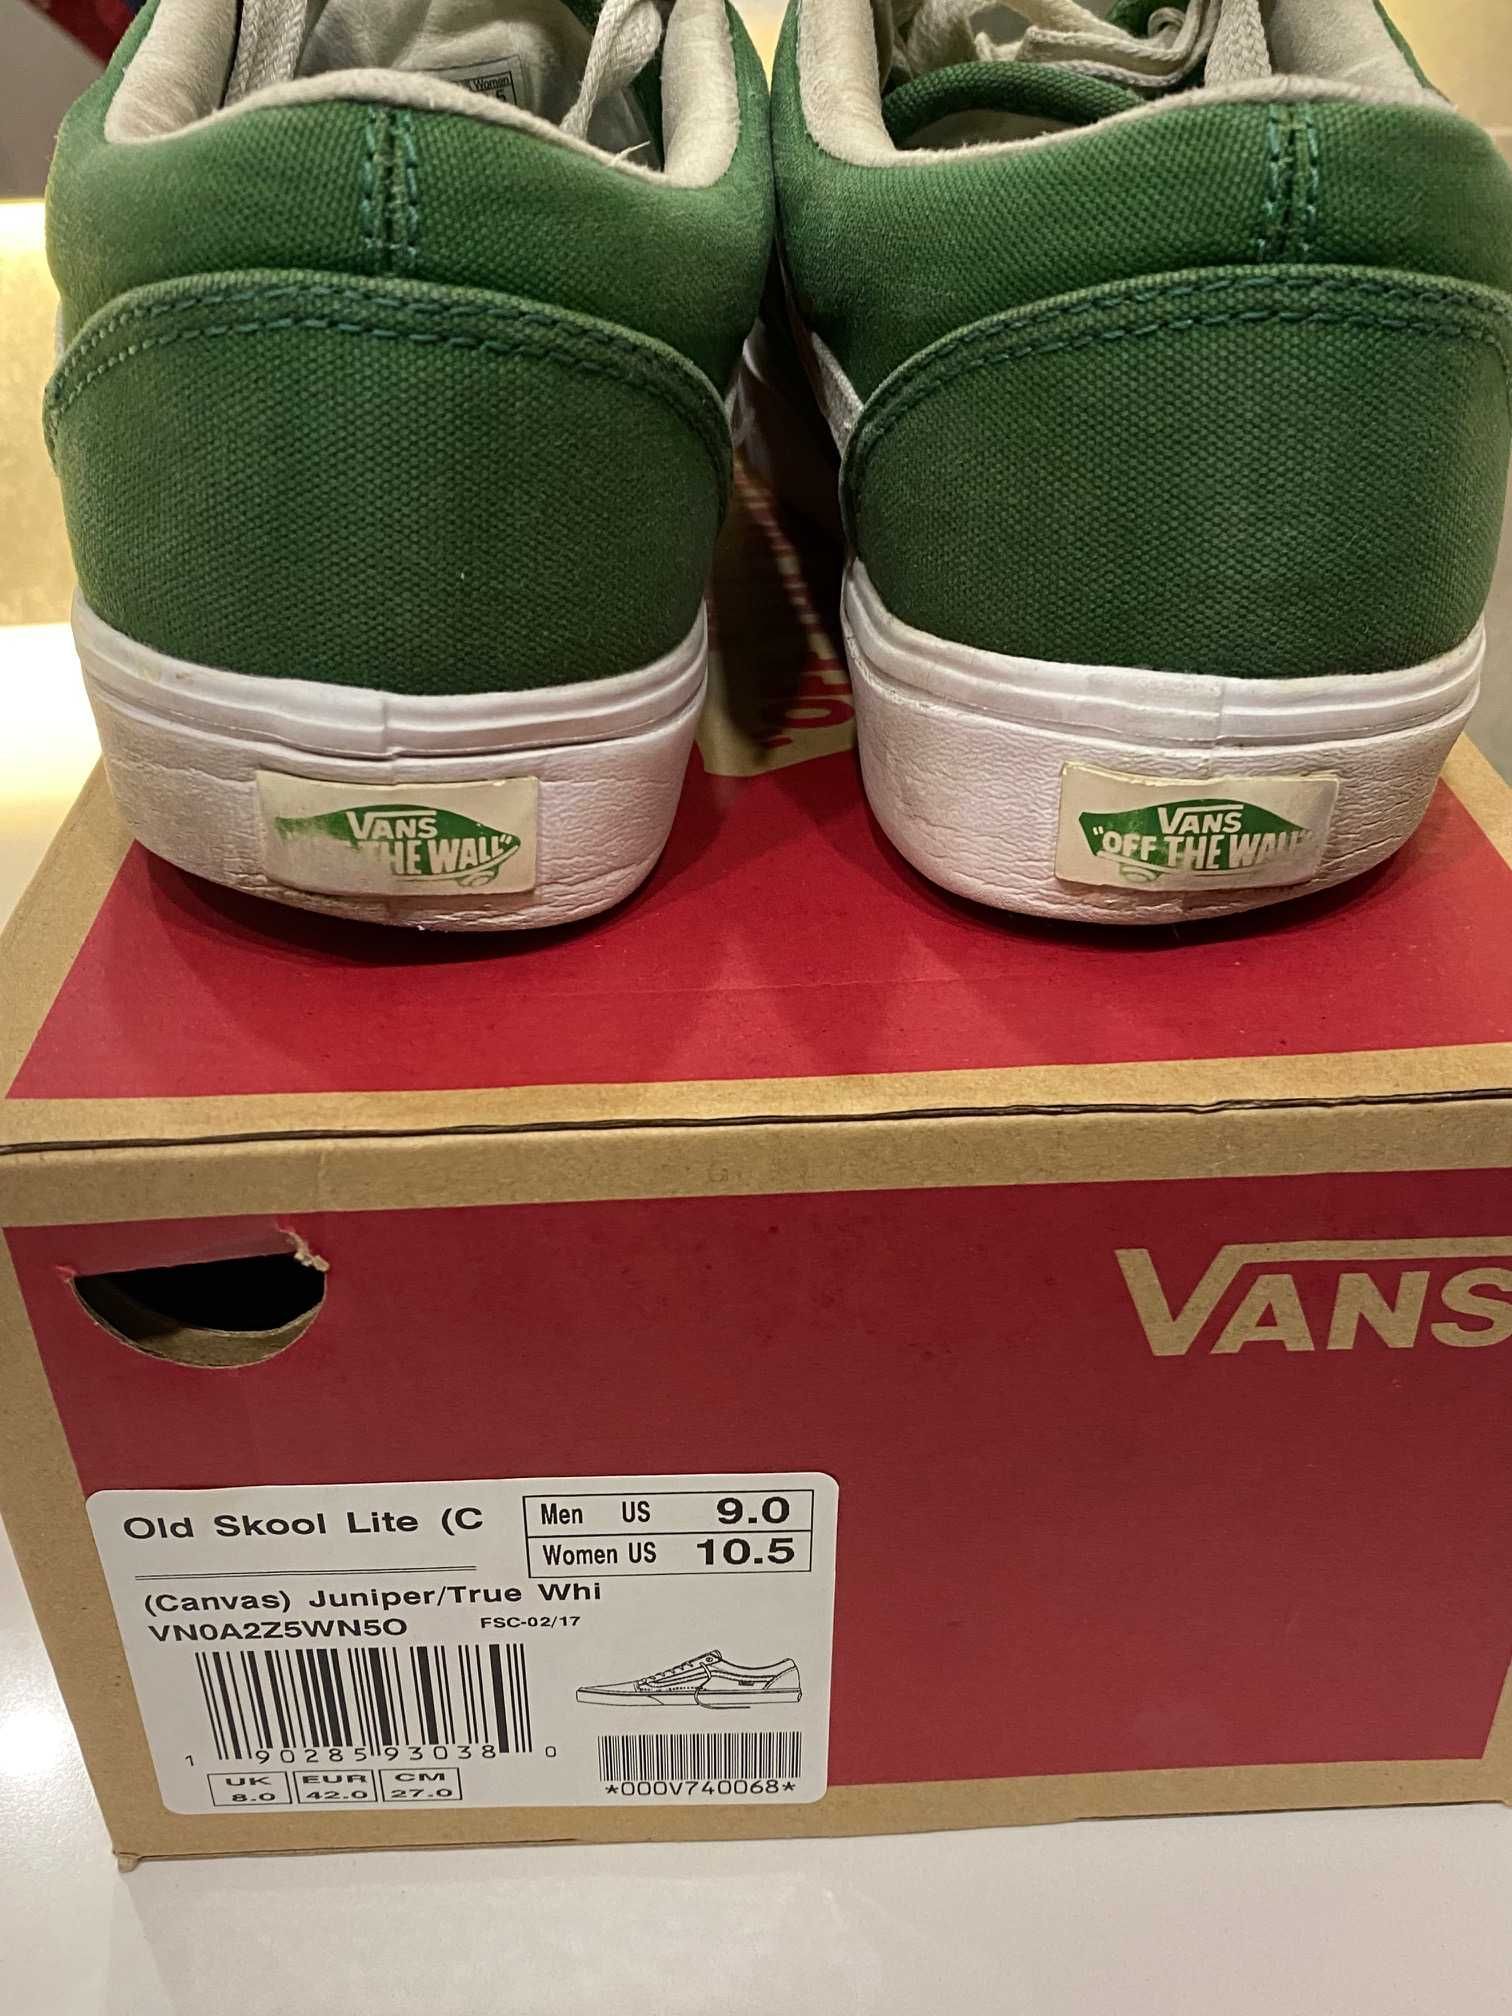 Woman
VANS
THE WALL"
VANS
"OFF THE WALL"
VANS
Old Skool Lite (C
Men US 9.0
Women US 10.5
(Canvas) Juniper/True Whi
VN0A2Z5WN5O FSC-02/17
1 90285 93038 0
UK EUR CM
8.0 42.0 27.0
*000V740068*